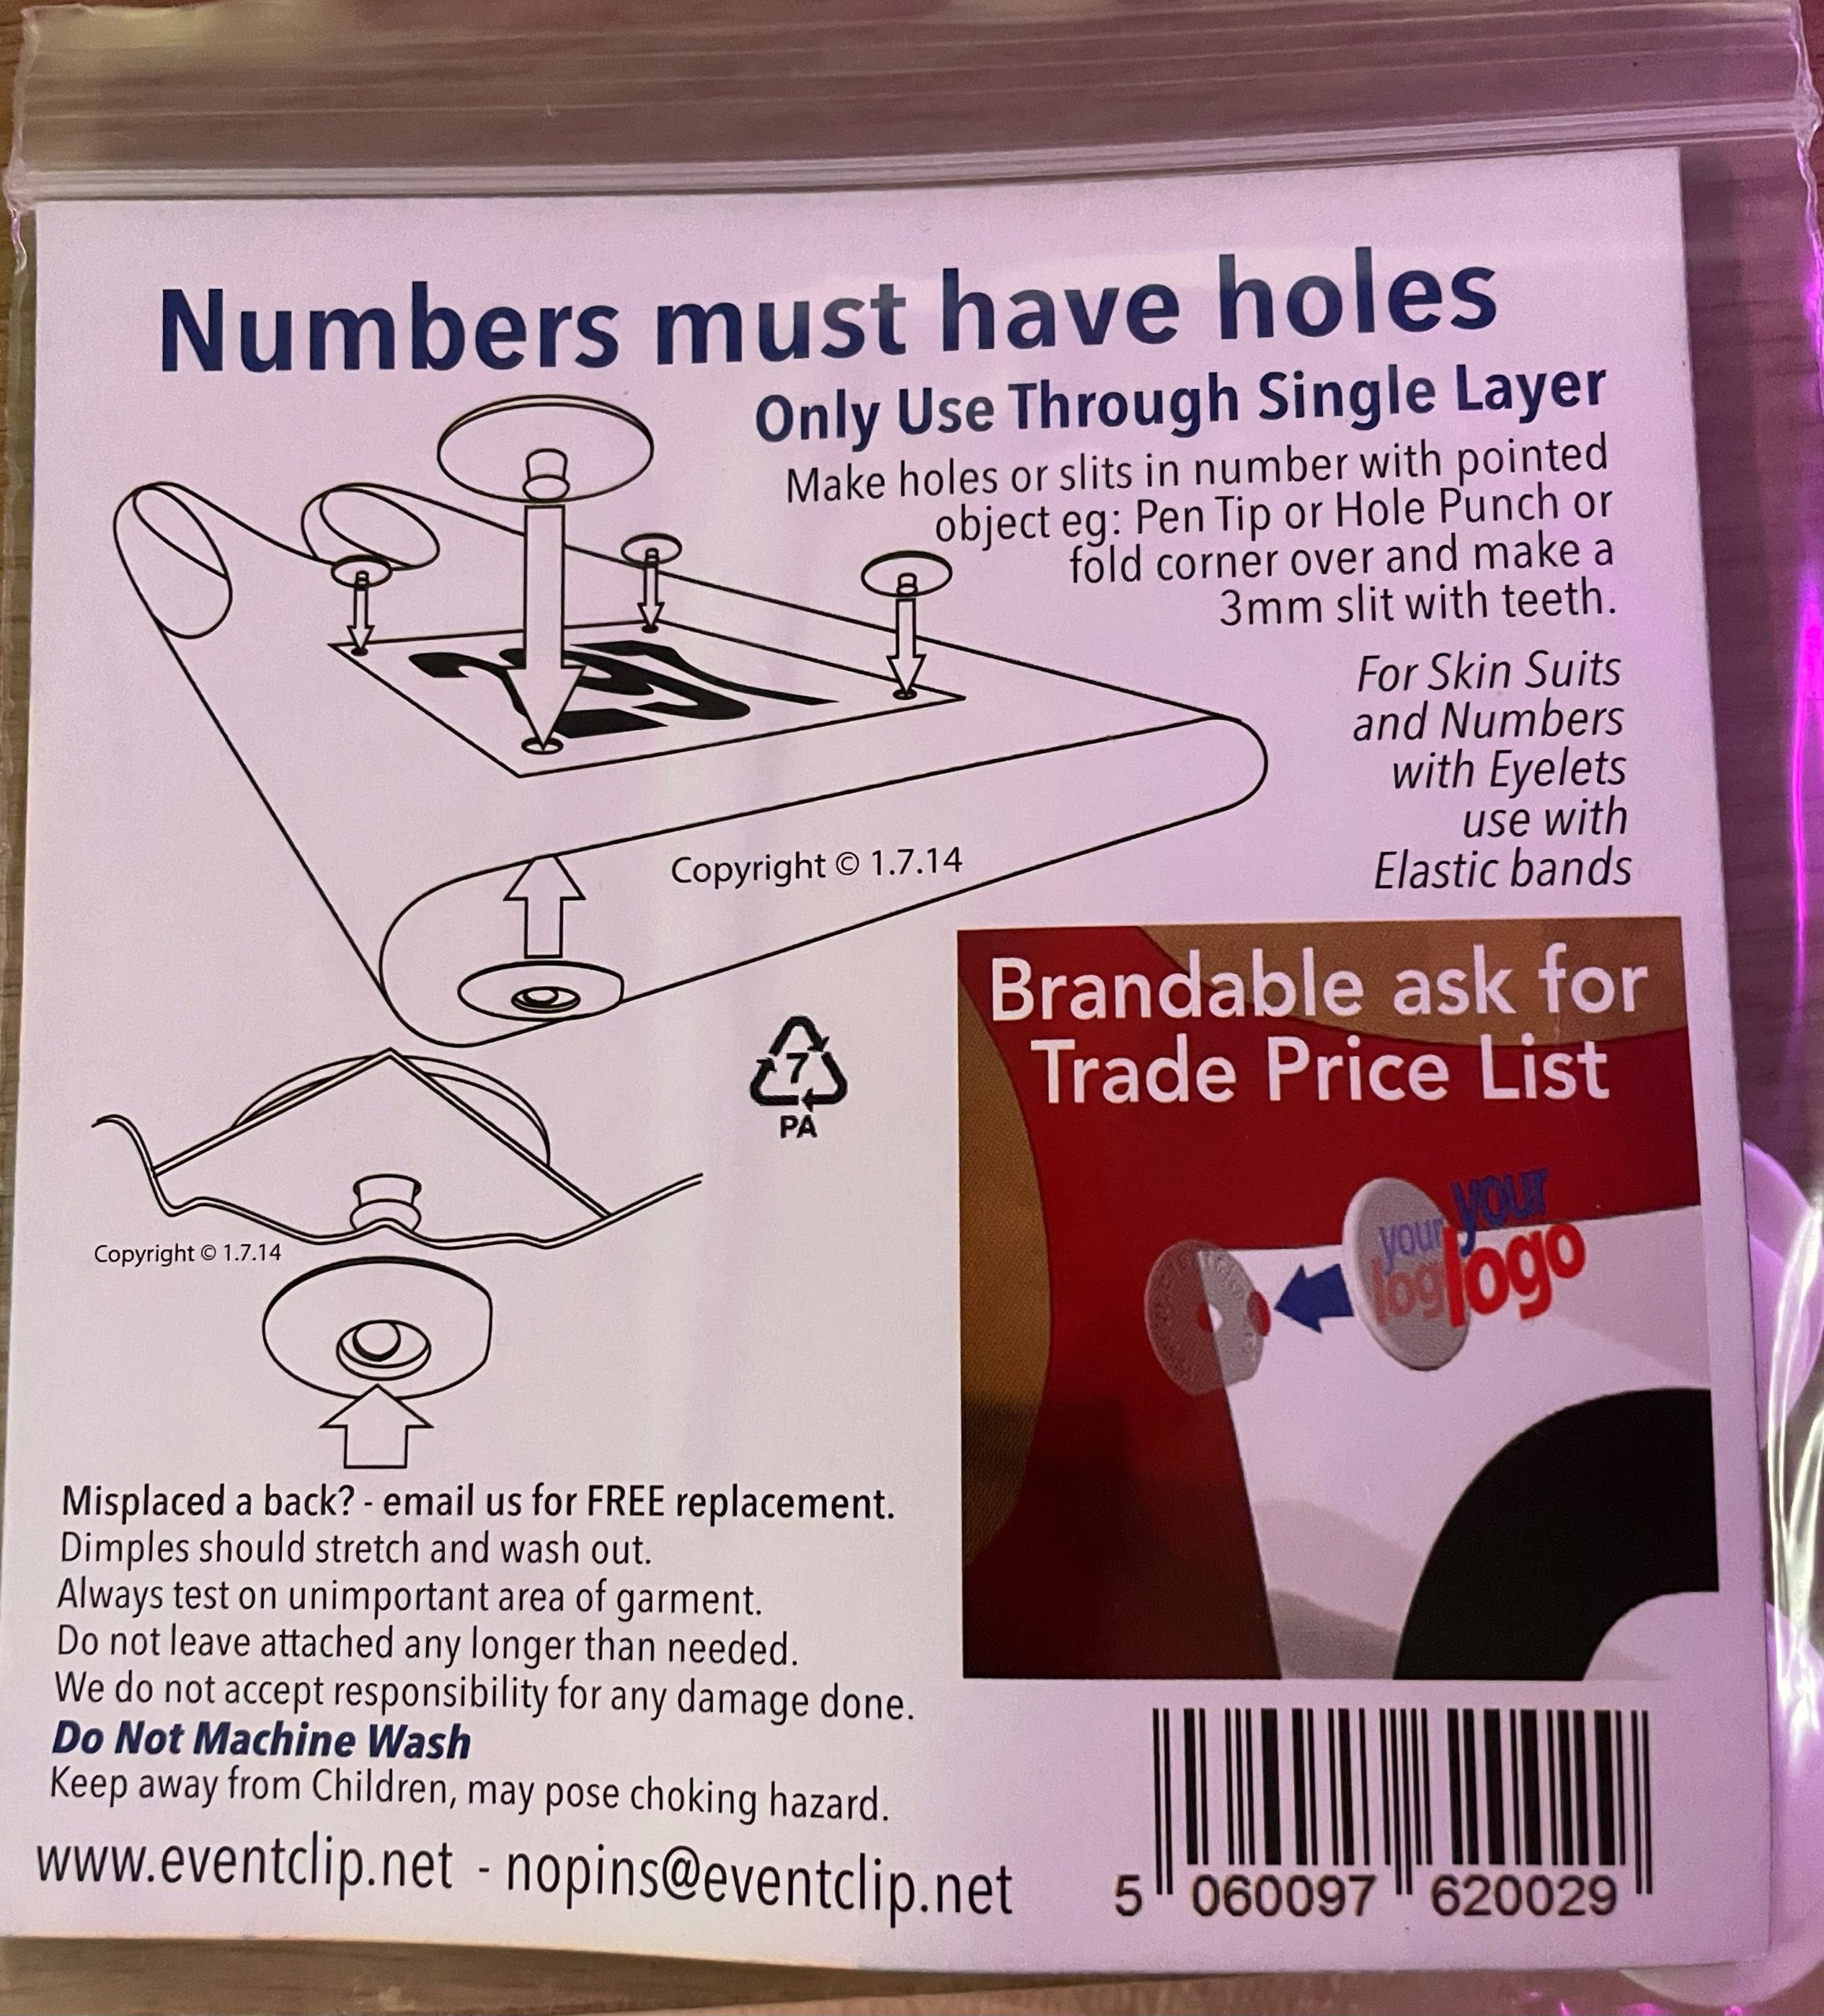 Numbers must have holes
Only Use Through Single Layer
Make holes or slits in number with pointed
object eg: Pen Tip or Hole Punch or
fold corner over and make a
3mm slit with teeth.
For Skin Suits
and Numbers
with Eyelets
use with
Elastic bands
Copyright © 1.7.14
7
PA
Copyright © 1.7.14
Brandable ask for
Trade Price List
your
your
logo
Misplaced a back? - email us for FREE replacement.
Dimples should stretch and wash out.
Always test on unimportant area of garment.
Do not leave attached any longer than needed.
We do not accept responsibility for any damage done.
Do Not Machine Wash
Keep away from Children, may pose choking hazard.
www.eventclip.net - nopins@eventclip.net
5 060097 620029